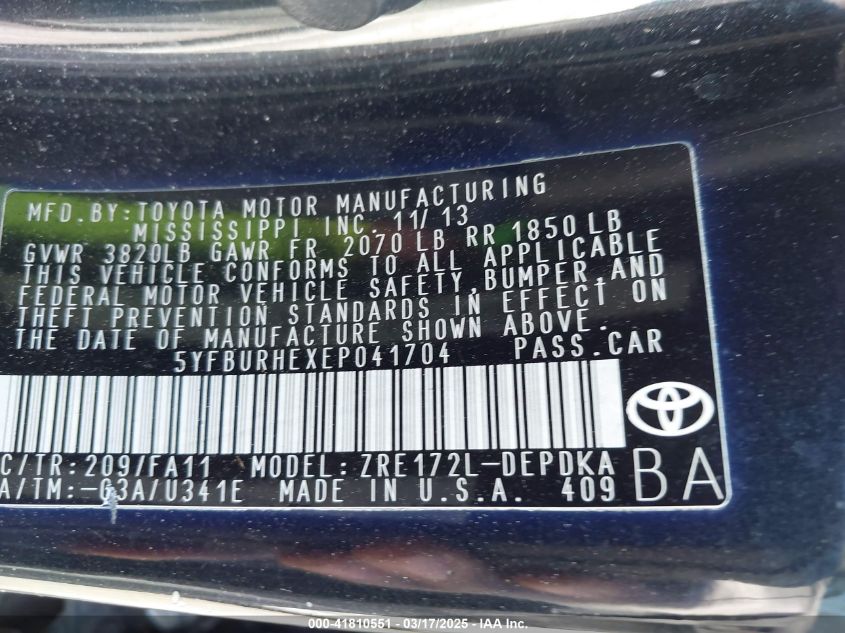 MFD. BY: TOYOTA MOTOR MANUFACTURING
MISSISSIPPI INC. 11/13
GVWR 3820LB GAWR FR 2070 LB RR 1850 LB
THIS VEHICLE CONFORMS TO ALL APPLICABLE
FEDERAL MOTOR VEHICLE SAFETY, BUMPER, AND
THEFT PREVENTION STANDARDS IN EFFECT ON
THE DATE OF MANUFACTURE SHOWN ABOVE.
5YFBURHEXEP041704 PASS. CAR
C/TR: 209/FA11 MODEL: ZRE172L-DEPDKA
A/TM: -G3A/U341E MADE IN U.S.A. 409
BA
000-41810551 - 03/17/2025 - IAA Inc.